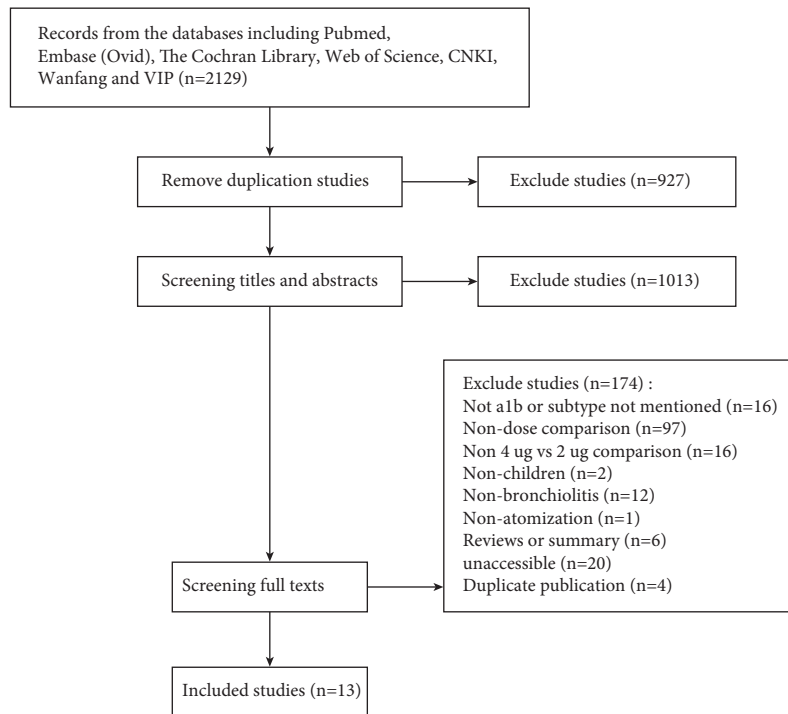 Records from the databases including Pubmed,
Embase (Ovid), The Cochran Library, Web of Science, CNKI,
Wanfang and VIP (n=2129)
Remove duplication studies
Exclude studies (n=927)
Screening titles and abstracts
Exclude studies (n=1013)
Exclude studies (n=174) :
Not a1b or subtype not mentioned (n=16)
Non-dose comparison (n=97)
Non 4 ug vs 2 ug comparison (n=16)
Non-children (n=2)
Non-bronchiolitis (n=12)
Non-atomization (n=1)
Reviews or summary (n=6)
unaccessible (n=20)
Duplicate publication (n=4)
Screening full texts
Included studies (n=13)